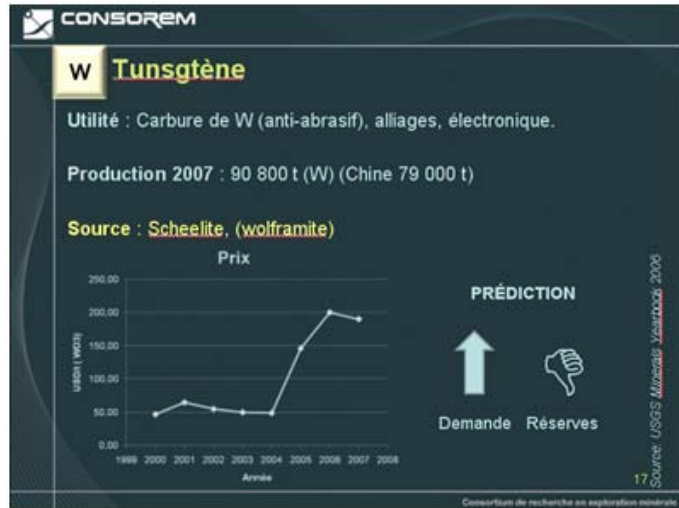 CONSOREM
W Tunsgtène
Utilité : Carbure de W (anti-abrasif), alliages, électronique.
Production 2007 : 90 800 t (W) (Chine 79 000 t)
Source : Scheelite, (wolframite)
Prix
250,00
200,00
150,00
100,00
50,00
0,00
USD/t ( WO3)
1999 2000 2001 2002 2003 2004 2005 2006 2007 2008
Année
PRÉDICTION
Demande Réserves
Source: USGS Minerals Yearbook 2006
17
Consortium de recherche en exploration minérale